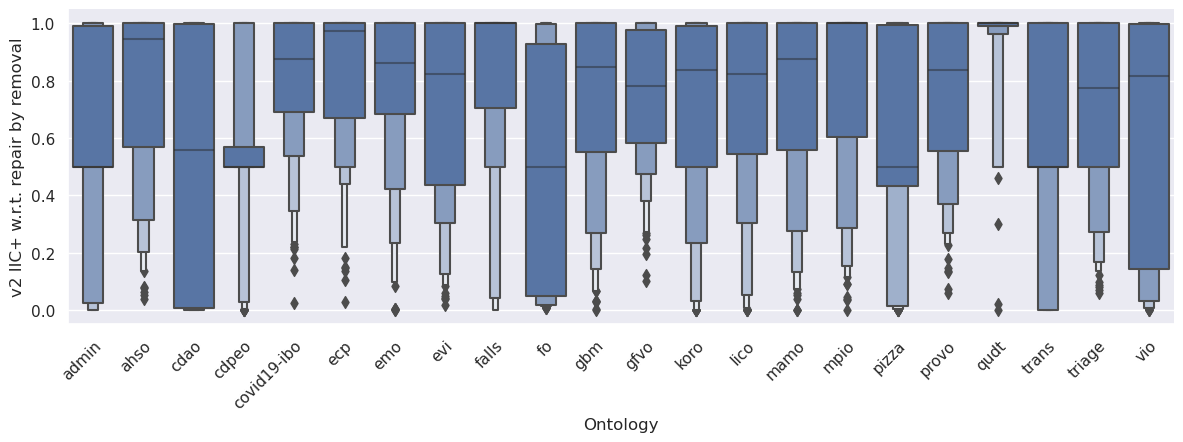 v2 IIC+ w.r.t. repair by removal
1.0
0.8
0.6
0.4
0.2
0.0
admin
ahso
cdao
cdpeo
covid19-ibo
ecp
emo
evi
falls
fo
gbm
gfvo
koro
lico
mamo
mpio
pizza
provo
qudt
trans
triage
vio
Ontology